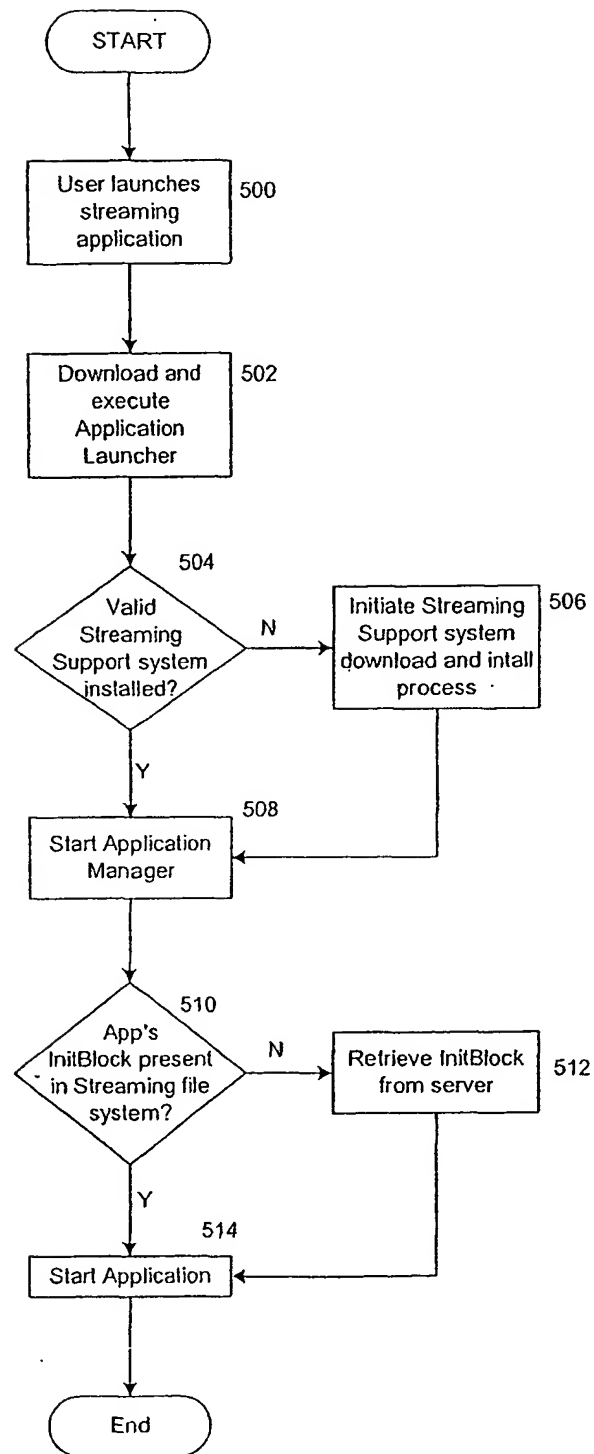 START
User launches
streaming
application
500
Download and
execute
Application
Launcher
502
504
Valid
Streaming
Support system
installed?
N
Initiate Streaming
Support system
download and intall
process
506
Y
508
Start Application
Manager
510
App's
InitBlock present
in Streaming file
system?
N
Retrieve InitBlock
from server
512
Y
514
Start Application
End